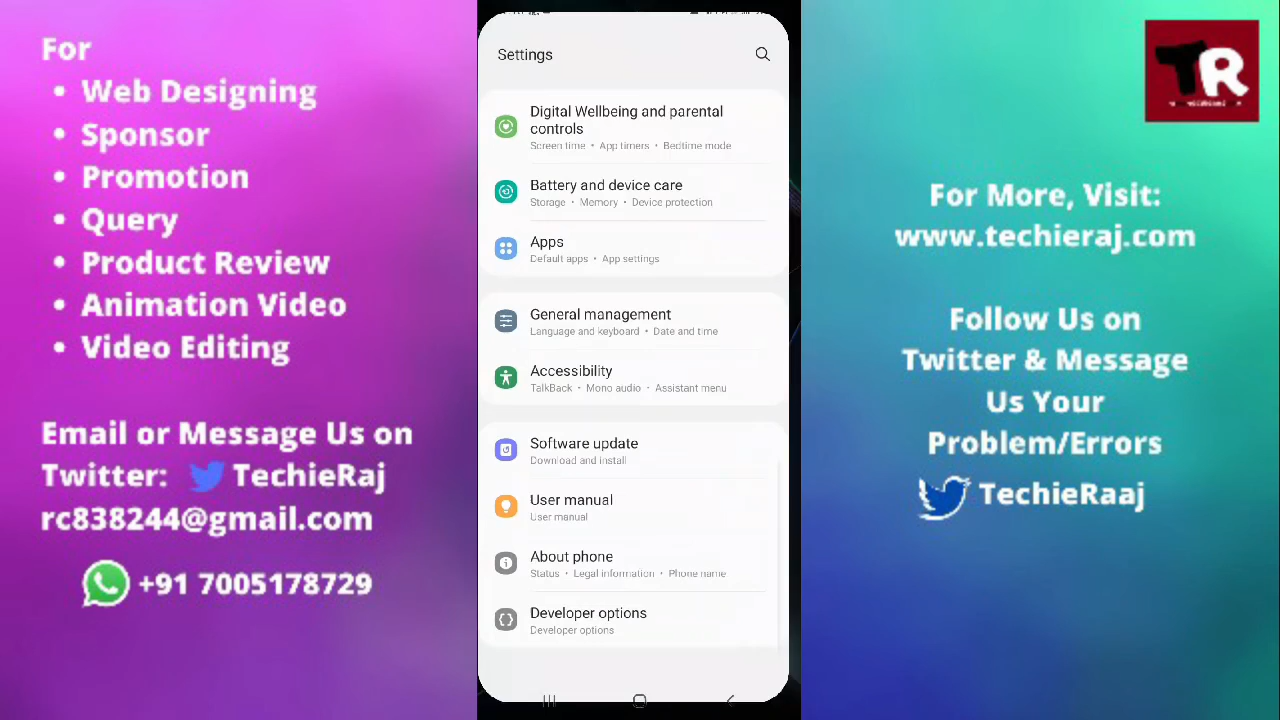 For
• Web Designing
• Sponsor
• Promotion
• Query
• Product Review
• Animation Video
• Video Editing
Email or Message Us on
Twitter: TechieRaj
rc838244@gmail.com
+91 7005178729
Settings
Digital Wellbeing and parental
controls
Screen time • App timers • Bedtime mode
Battery and device care
Storage • Memory • Device protection
Apps
Default apps • App settings
General management
Language and keyboard • Date and time
Accessibility
TalkBack • Mono audio • Assistant menu
Software update
Download and install
User manual
User manual
About phone
Status • Legal information • Phone name
Developer options
Developer options
TR
For More, Visit:
www.techieraj.com
Follow Us on
Twitter & Message
Us Your
Problem/Errors
TechieRaaj